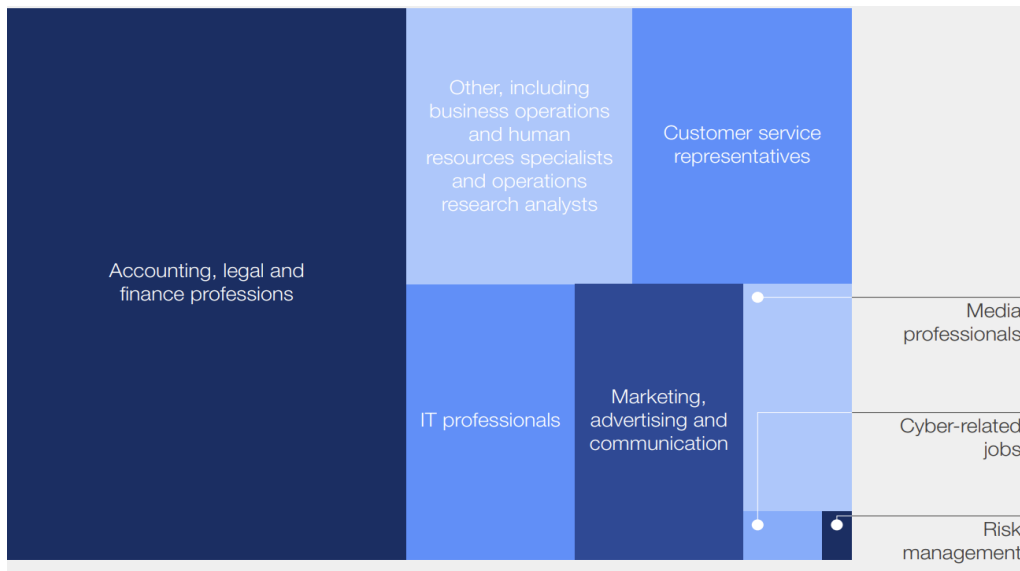 Other, including
business operations
and human
resources specialists
and operations
research analysts
Customer service
representatives
Accounting, legal and
finance professions
Media
professionals
IT professionals
Marketing,
advertising and
communication
Cyber-related
jobs
Risk
management